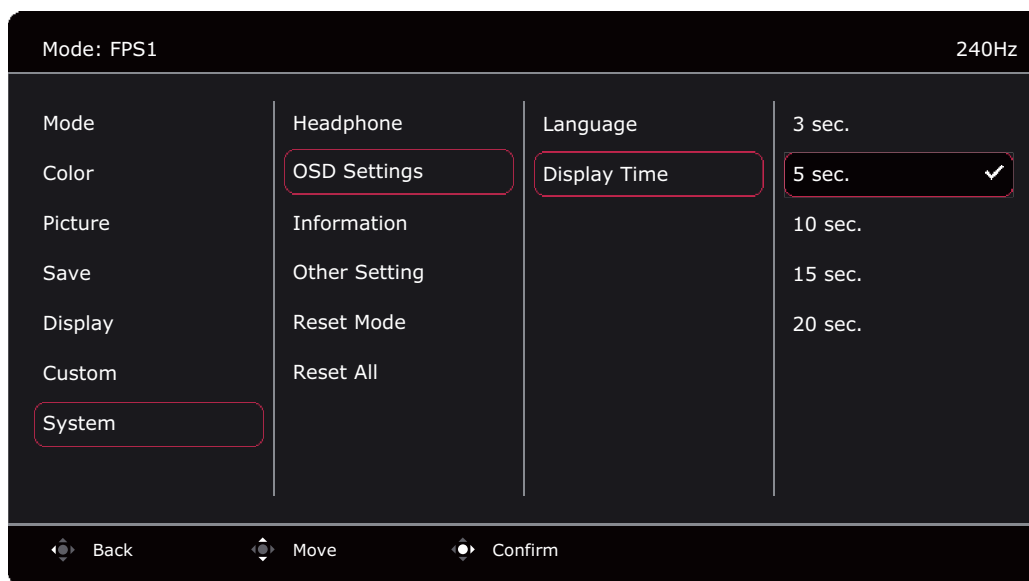 Mode: FPS1
240Hz
Mode
Color
Picture
Save
Display
Custom
System
Headphone
OSD Settings
Information
Other Setting
Reset Mode
Reset All
Language
Display Time
3 sec.
5 sec.
10 sec.
15 sec.
20 sec.
Back
Move
Confirm